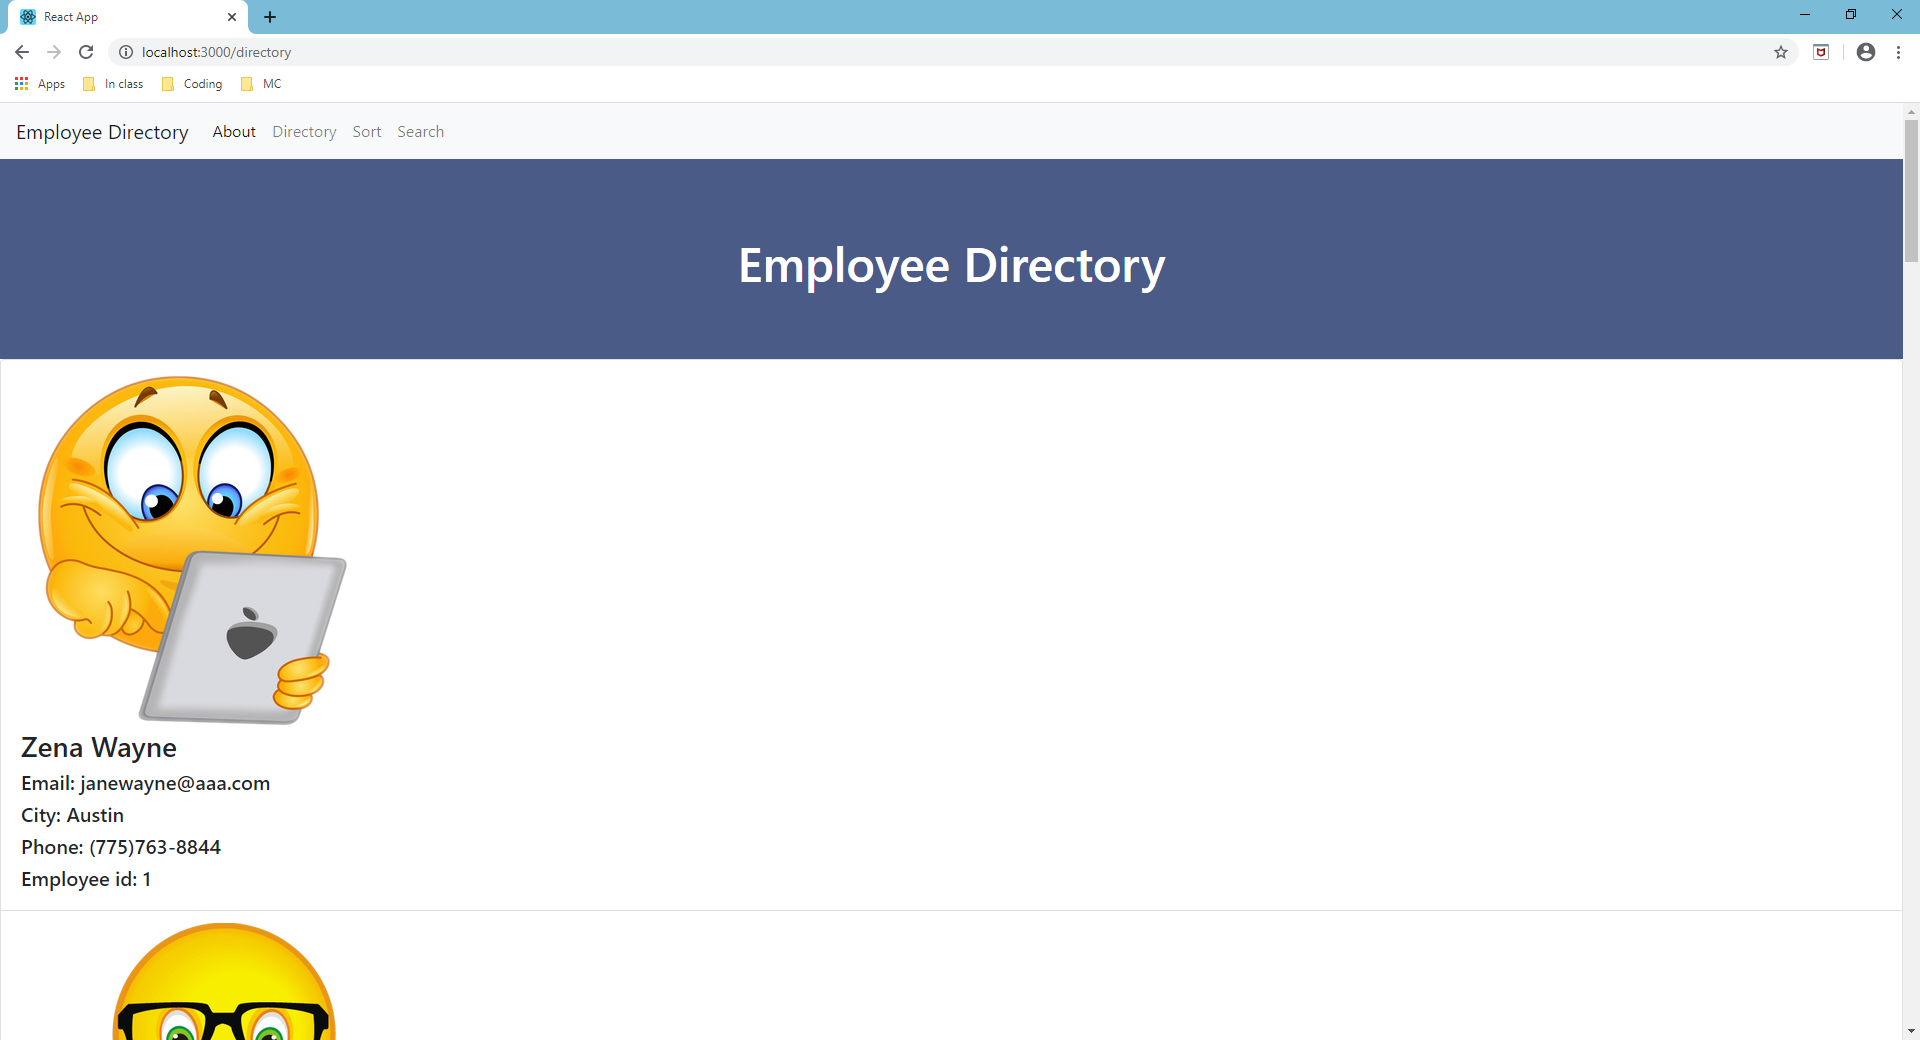 React App
localhost:3000/directory
Apps In class Coding MC
Employee Directory About Directory Sort Search
Employee Directory
Zena Wayne
Email: janewayne@aaa.com
City: Austin
Phone: (775)763-8844
Employee id: 1